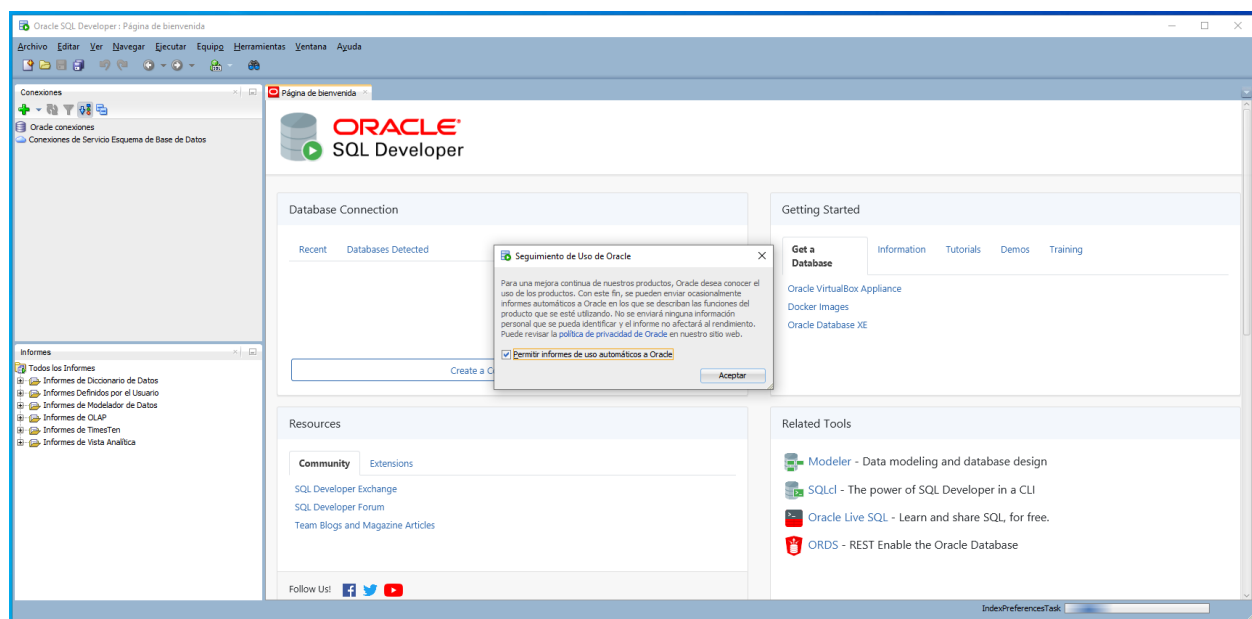 Oracle SQL Developer : Página de bienvenida
Archivo Editar Ver Navegar Ejecutar Equipo Herramientas Ventana Ayuda
Conexiones
Oracle conexiones
Conexiones de Servicio Esquema de Base de Datos
Informes
Todos los Informes
Informes de Diccionario de Datos
Informes Definidos por el Usuario
Informes de Modelador de Datos
Informes de OLAP
Informes de TimesTen
Informes de Vista Analítica
Página de bienvenida
ORACLE
SQL Developer
Database Connection
Recent Databases Detected
Create a C
Seguimiento de Uso de Oracle
Para una mejora continua de nuestros productos, Oracle desea conocer el
uso de los productos. Con este fin, se pueden enviar ocasionalmente
informes automáticos a Oracle en los que se describan las funciones del
producto que se esté utilizando. No se enviará ninguna información
personal que se pueda identificar y el informe no afectará al rendimiento.
Puede revisar la política de privacidad de Oracle en nuestro sitio web.
Permitir informes de uso automáticos a Oracle
Aceptar
Getting Started
Get a
Database
Information Tutorials Demos Training
Oracle VirtualBox Appliance
Docker Images
Oracle Database XE
Resources
Community Extensions
SQL Developer Exchange
SQL Developer Forum
Team Blogs and Magazine Articles
Follow Us!
Related Tools
Modeler - Data modeling and database design
SQLcl - The power of SQL Developer in a CLI
Oracle Live SQL - Learn and share SQL, for free.
ORDS - REST Enable the Oracle Database
IndexPreferencesTask